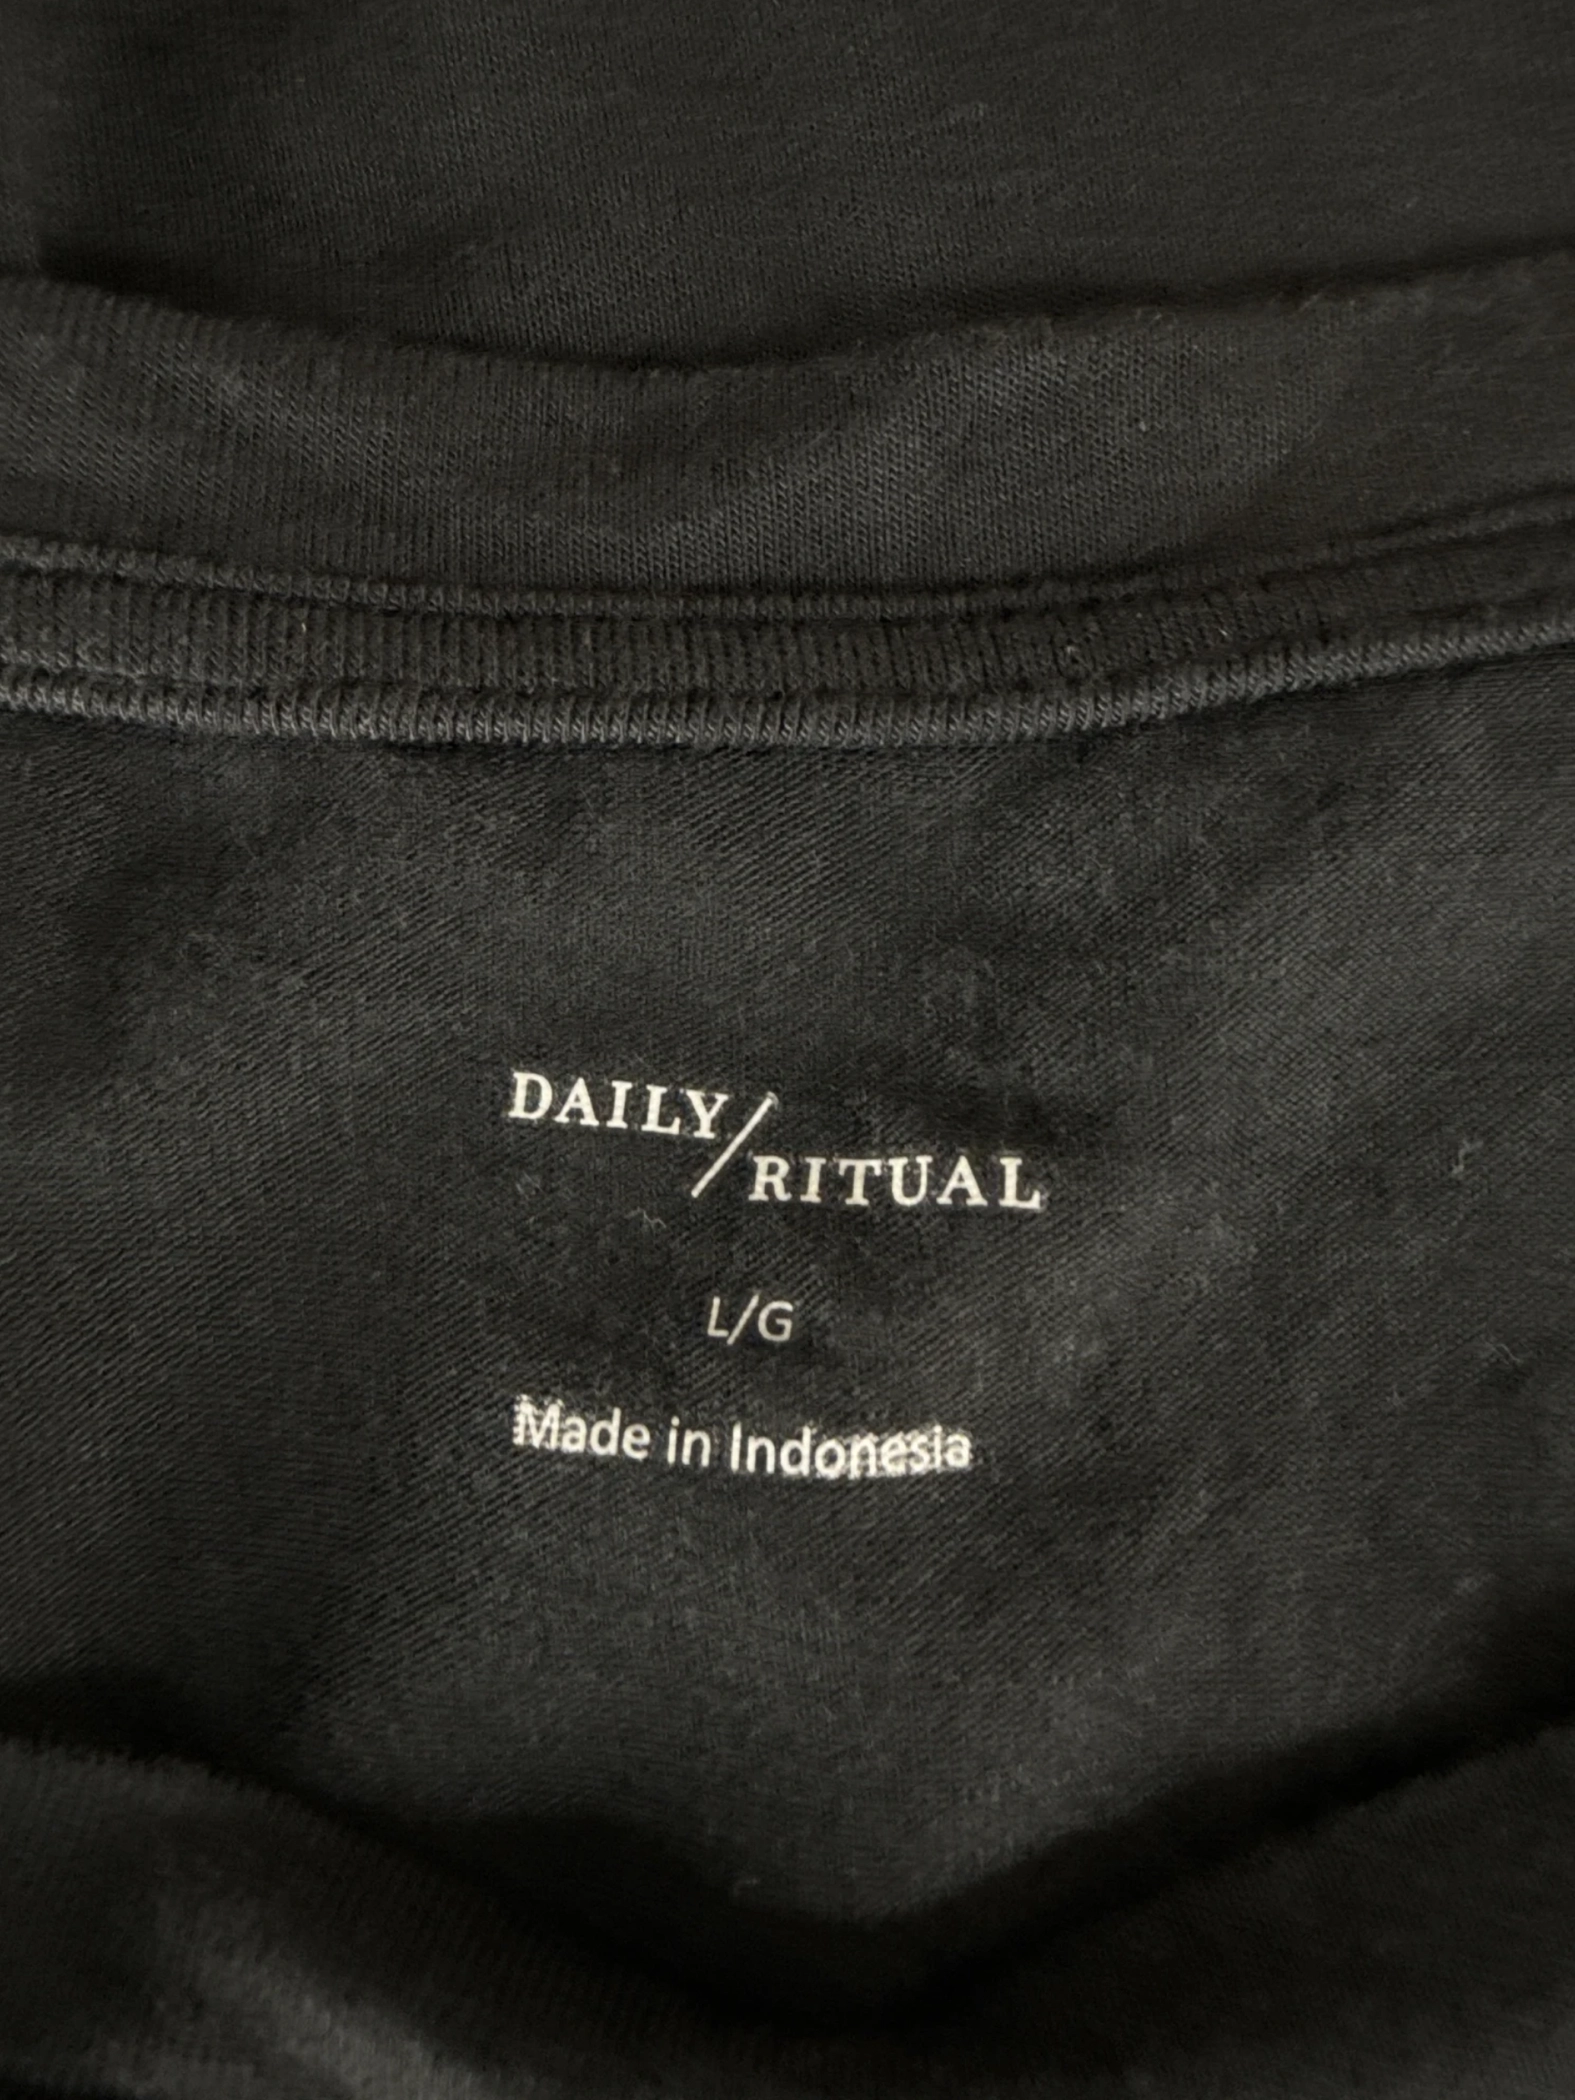 DAILY/
RITUAL
L/G
Made in Indonesia